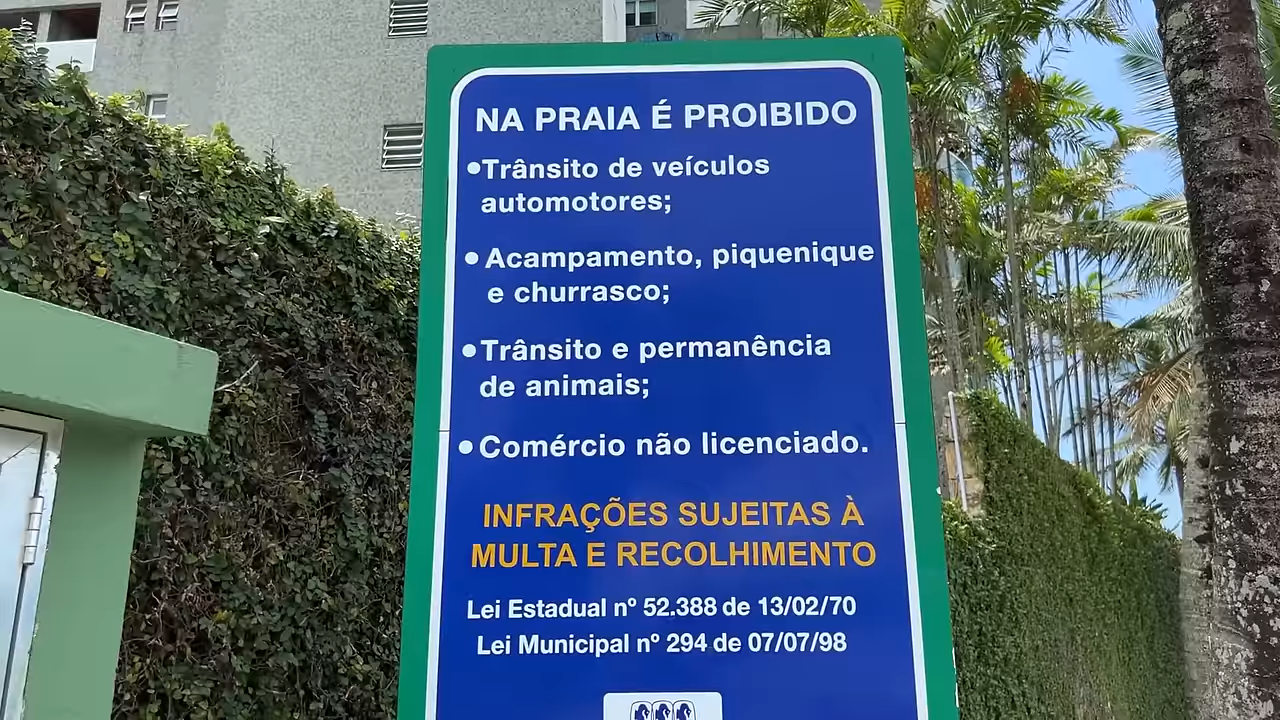 NA PRAIA É PROIBIDO
•Trânsito de veículos
automotores;
• Acampamento, piquenique
e churrasco;
•Trânsito e permanência
de animais;
• Comércio não licenciado.
INFRAÇÕES SUJEITAS À
MULTA E RECOLHIMENTO
Lei Estadual nº 52.388 de 13/02/70
Lei Municipal nº 294 de 07/07/98